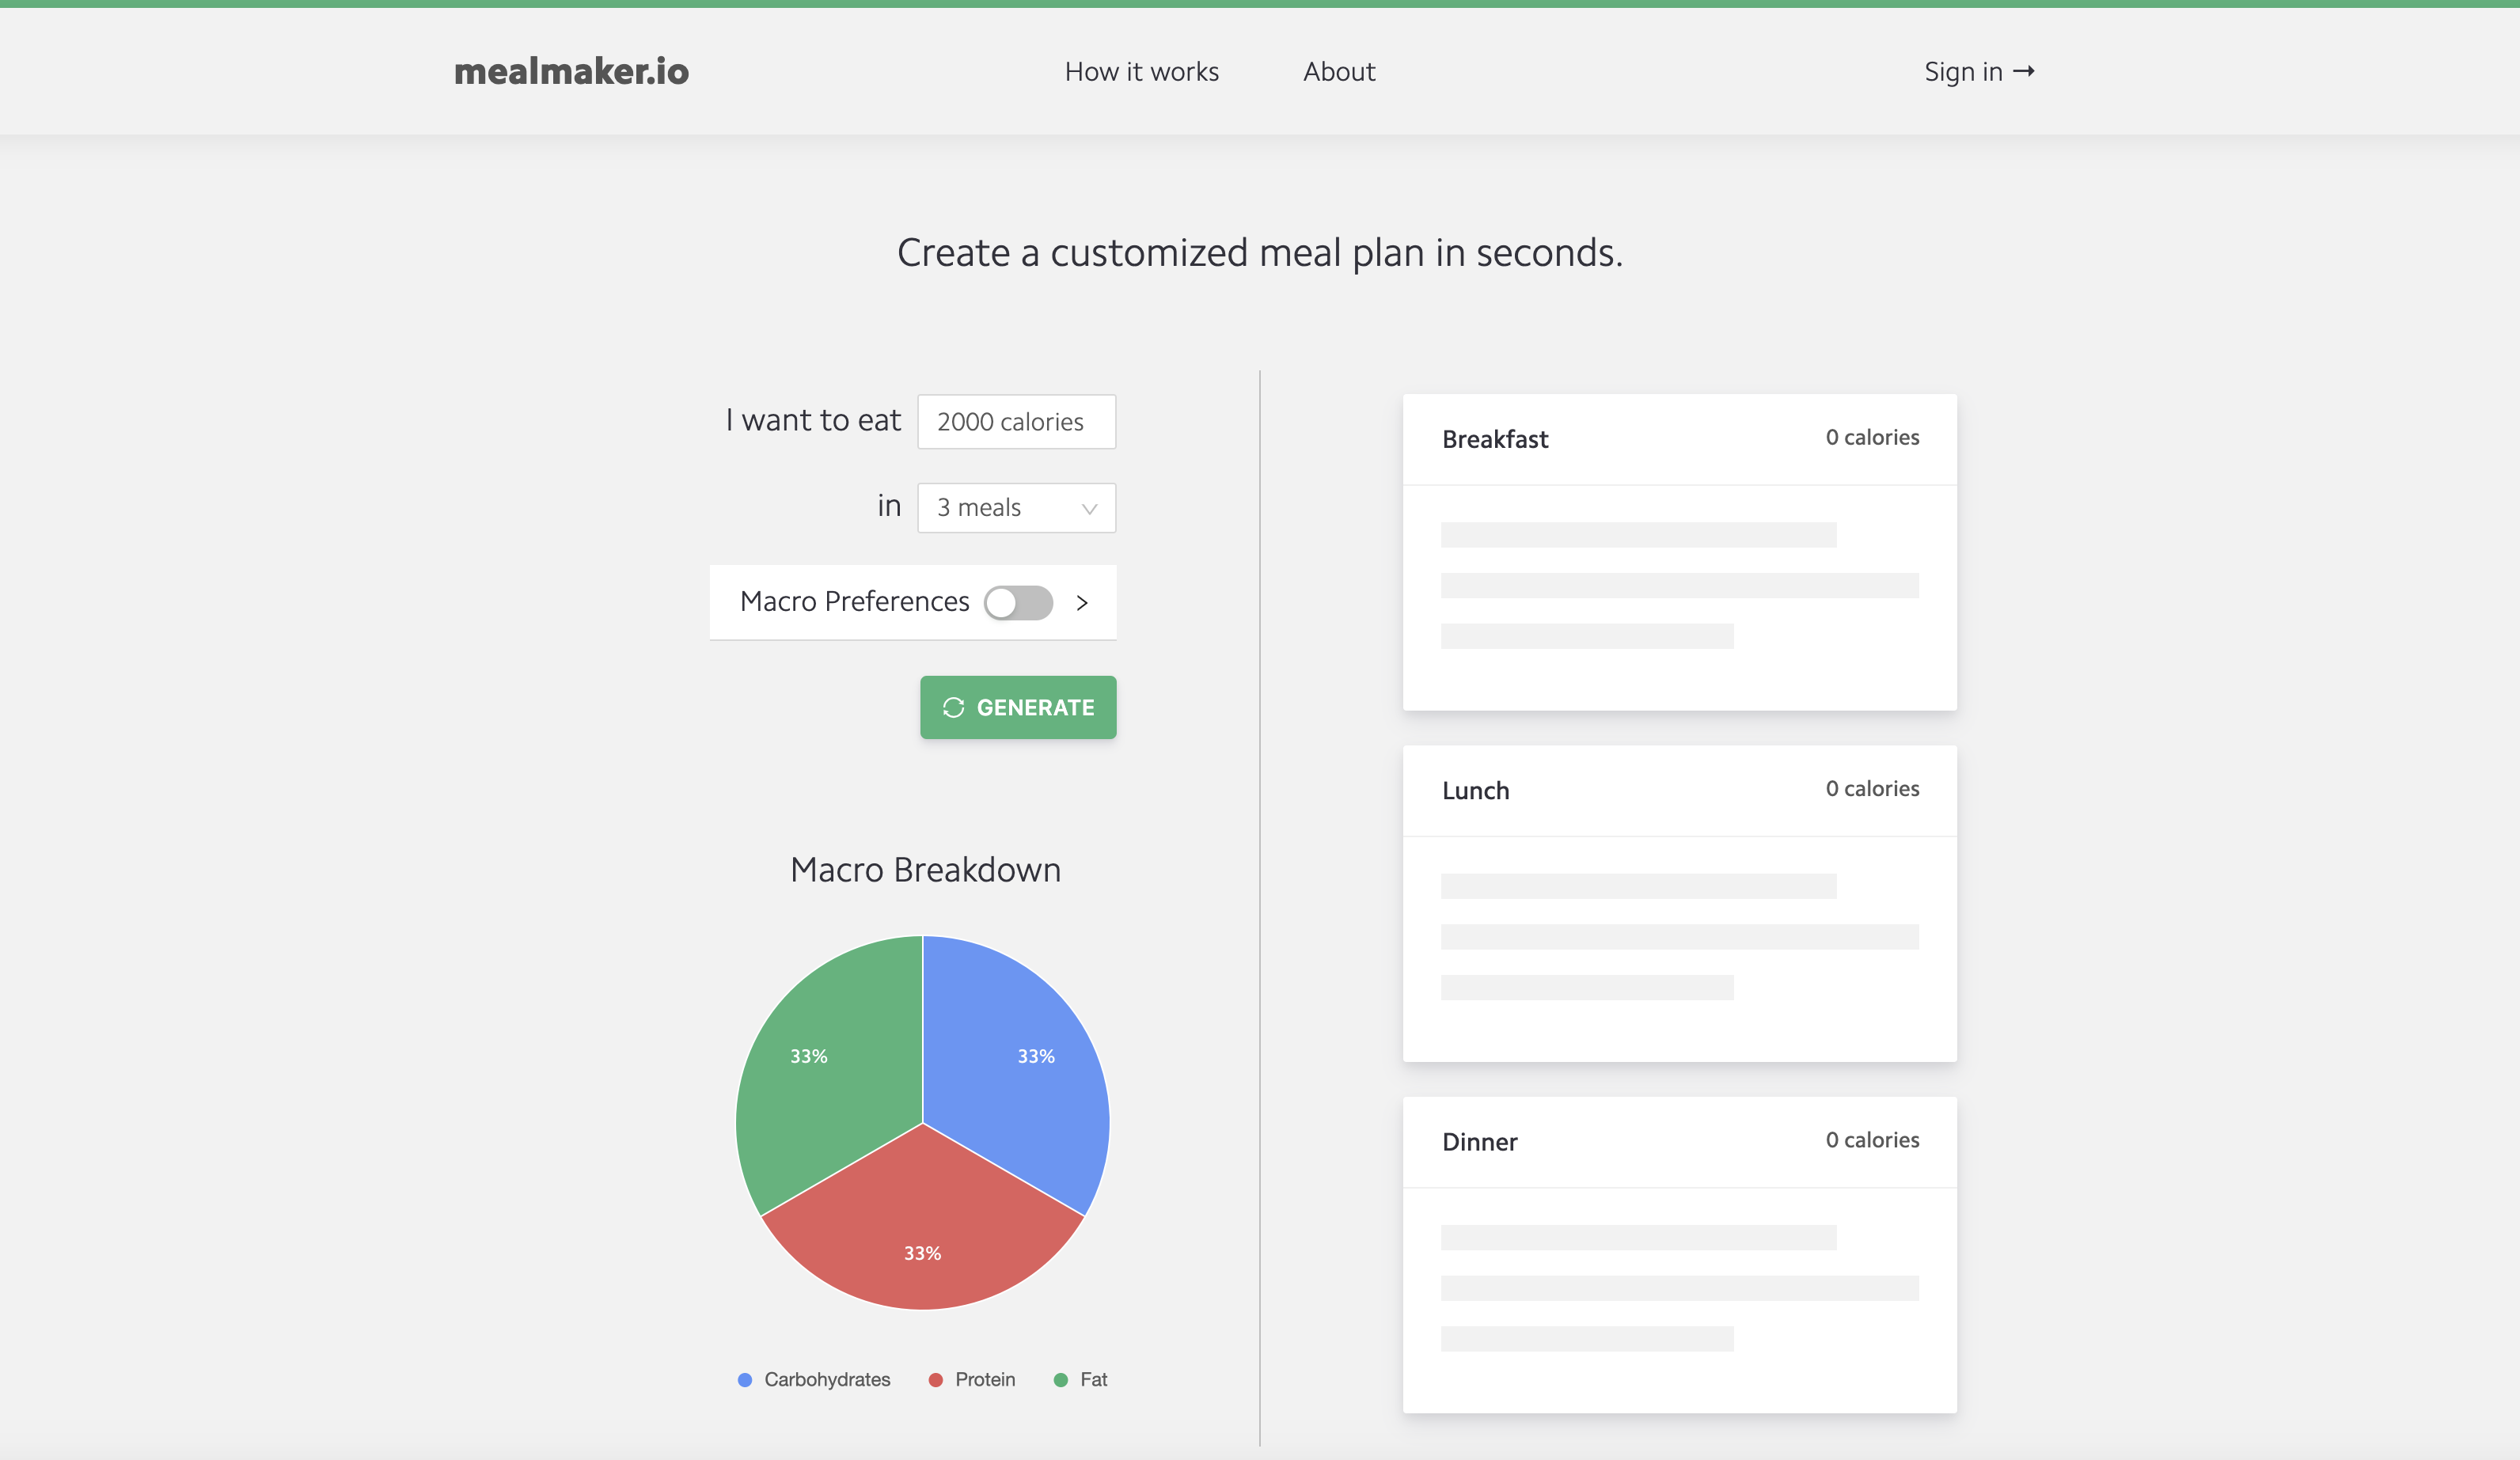 mealmaker.io
How it works
About
Sign in →
Create a customized meal plan in seconds.
I want to eat 2000 calories
in 3 meals
Macro Preferences >
GENERATE
Macro Breakdown
33%
33%
33%
Carbohydrates
Protein
Fat
Breakfast
0 calories
Lunch
0 calories
Dinner
0 calories